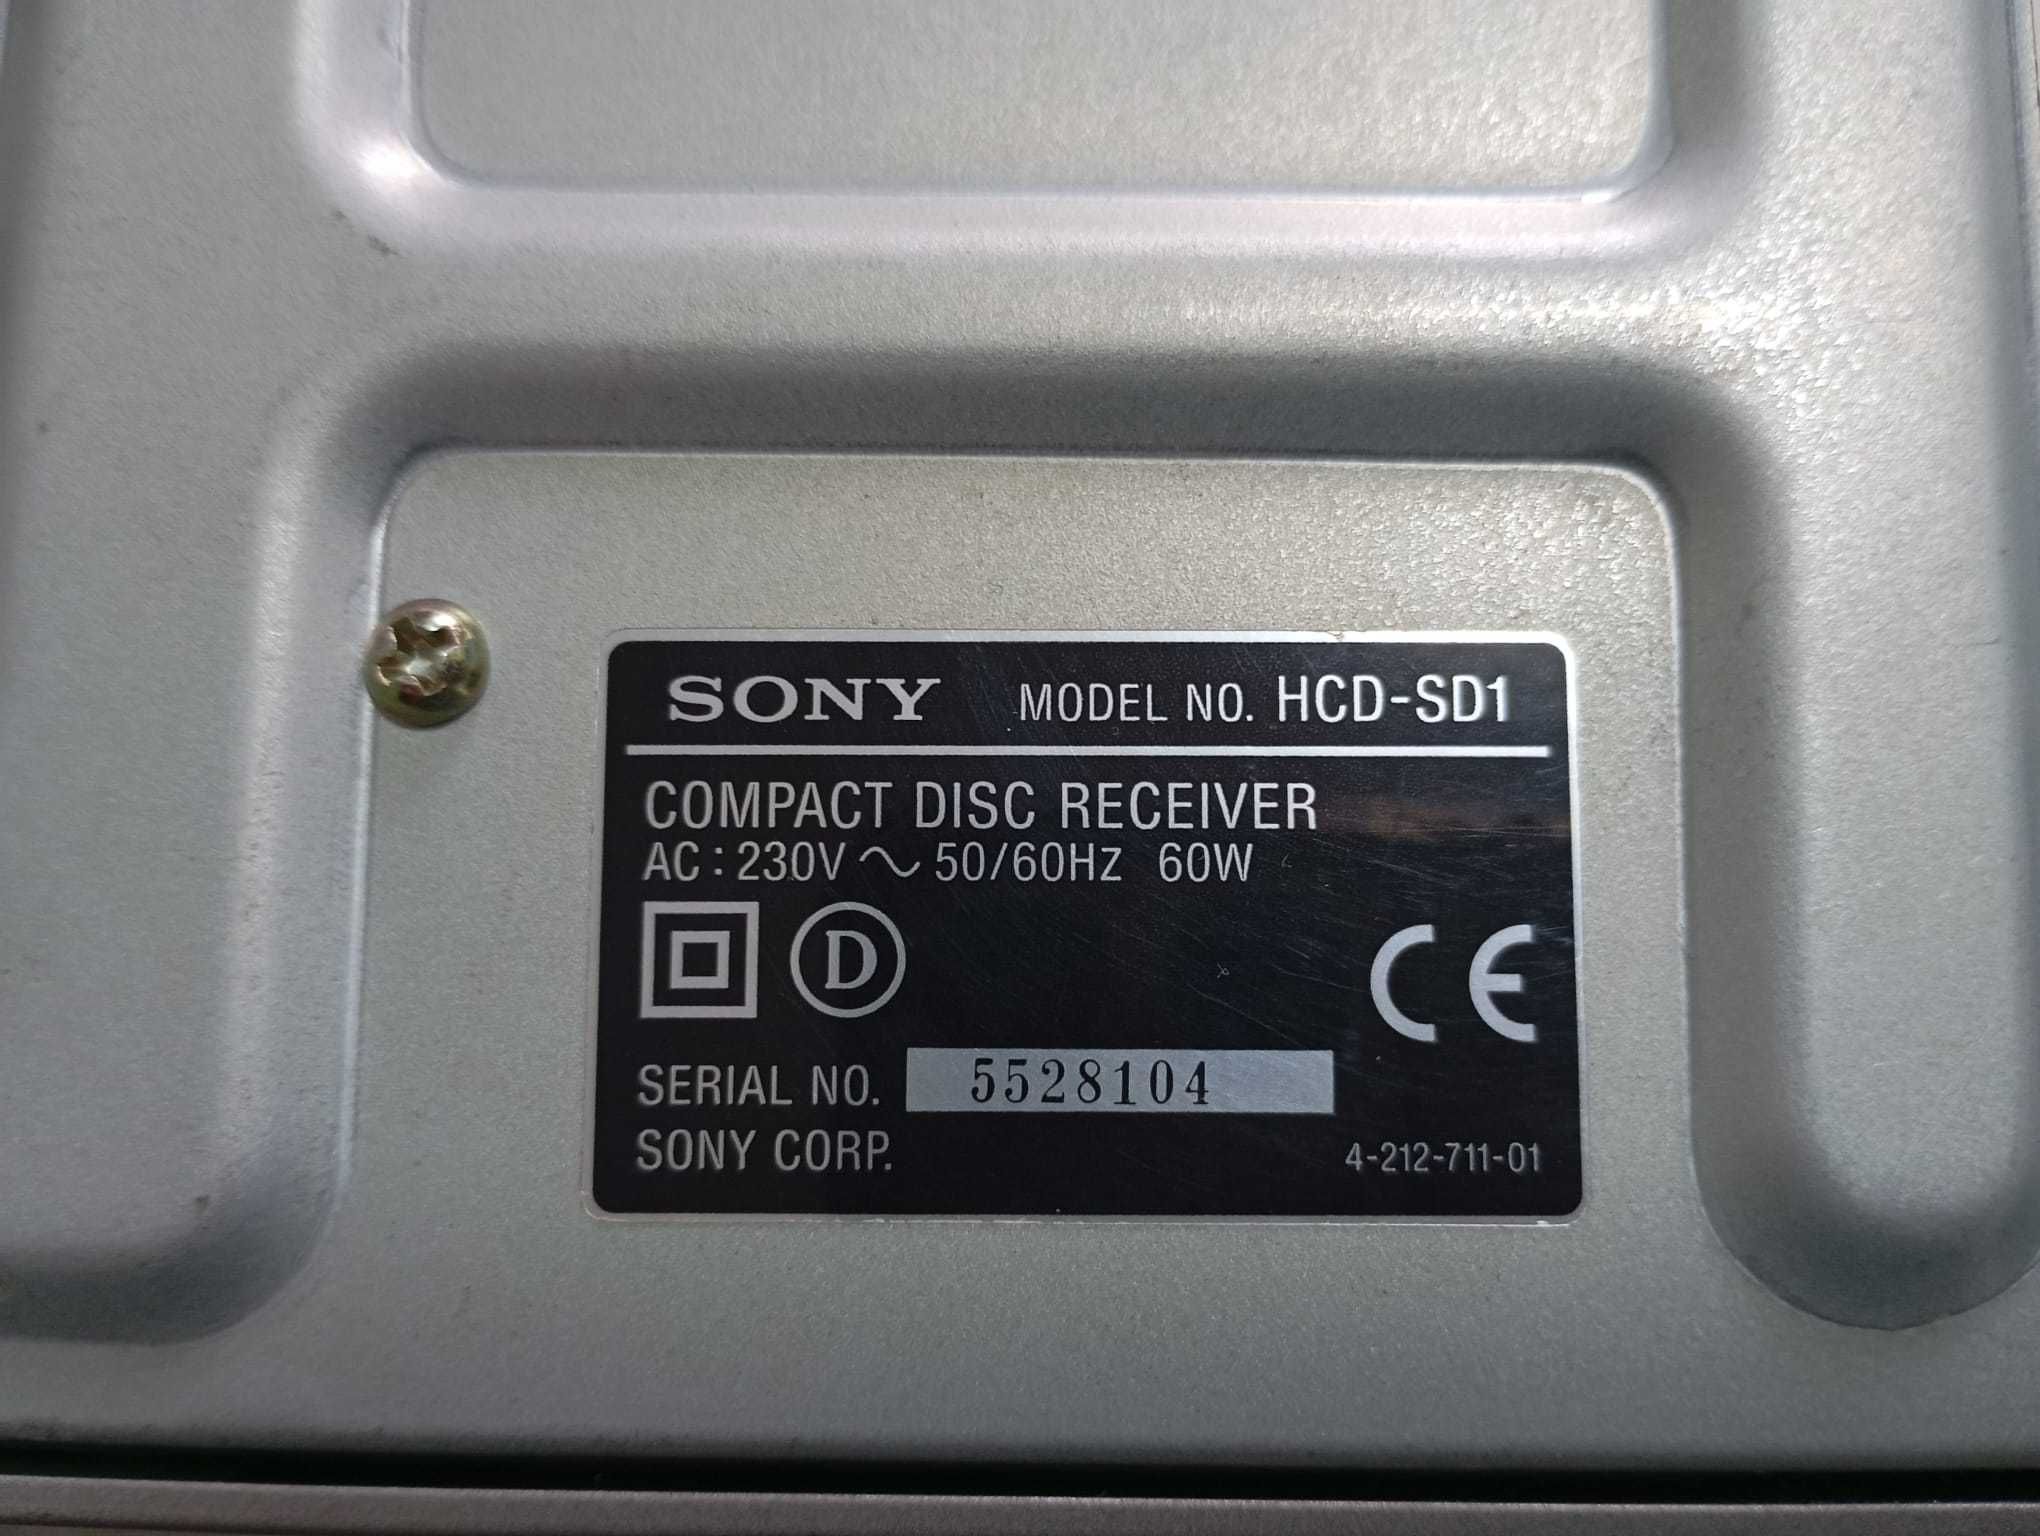 SONY MODEL NO. HCD-SD1
COMPACT DISC RECEIVER
AC : 230V ~ 50/60Hz 60W
D CE
SERIAL NO. 5528104
SONY CORP. 4-212-711-01